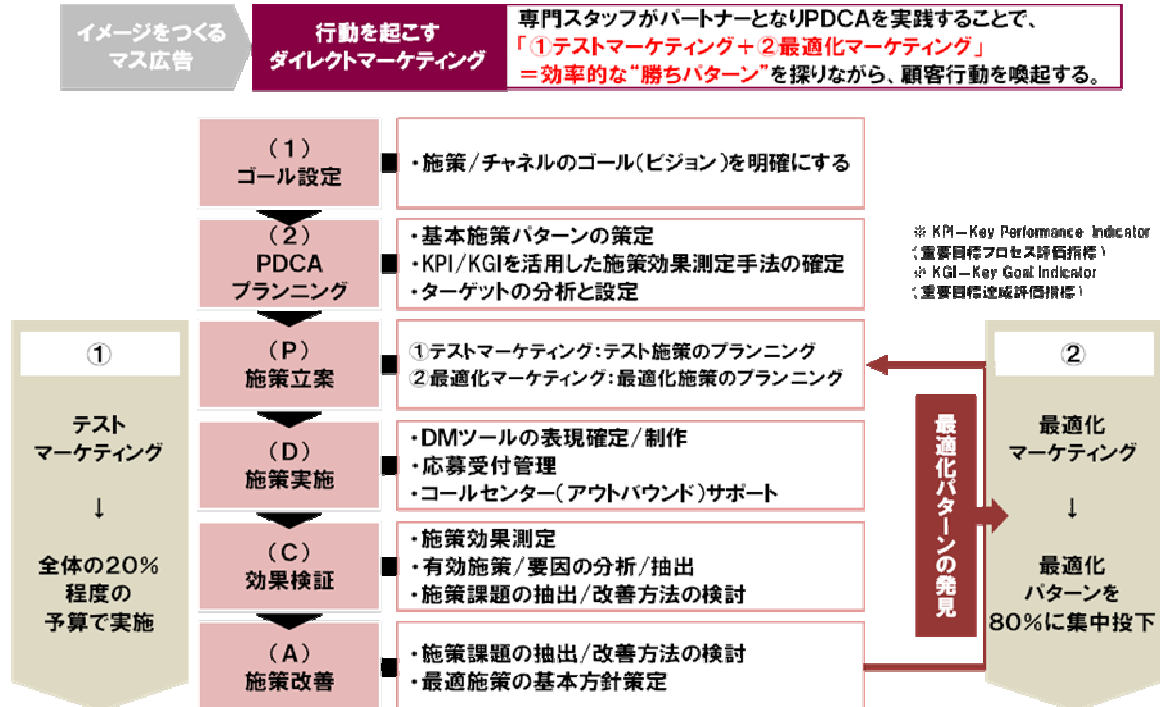 イメージをつくる
マス広告
行動を起こす
ダイレクトマーケティング
専門スタッフがパートナーとなりPDCAを実践することで、
「①テストマーケティング+②最適化マーケティング」
=効率的な“勝ちパターン”を探りながら、顧客行動を喚起する。
(1)
ゴール設定
・施策/チャネルのゴール(ビジョン)を明確にする
(2)
PDCA
プランニング
・基本施策パターンの策定
・KPI/KGIを活用した施策効果測定手法の確定
・ターゲットの分析と設定
※ KPI-Key Performance Indicator
(重要目標プロセス評価指標)
※ KGI-Key Goal Indicator
(重要目標達成評価指標)
①
テスト
マーケティング
↓
全体の20%
程度の
予算で実施
(P)
施策立案
①テストマーケティング:テスト施策のプランニング
②最適化マーケティング:最適化施策のプランニング
(D)
施策実施
・DMツールの表現確定/制作
・応募受付管理
・コールセンター(アウトバウンド)サポート
(C)
効果検証
・施策効果測定
・有効施策/要因の分析/抽出
・施策課題の抽出/改善方法の検討
(A)
施策改善
・施策課題の抽出/改善方法の検討
・最適施策の基本方針策定
最適化パターンの発見
②
最適化
マーケティング
↓
最適化
パターンを
80%に集中投下